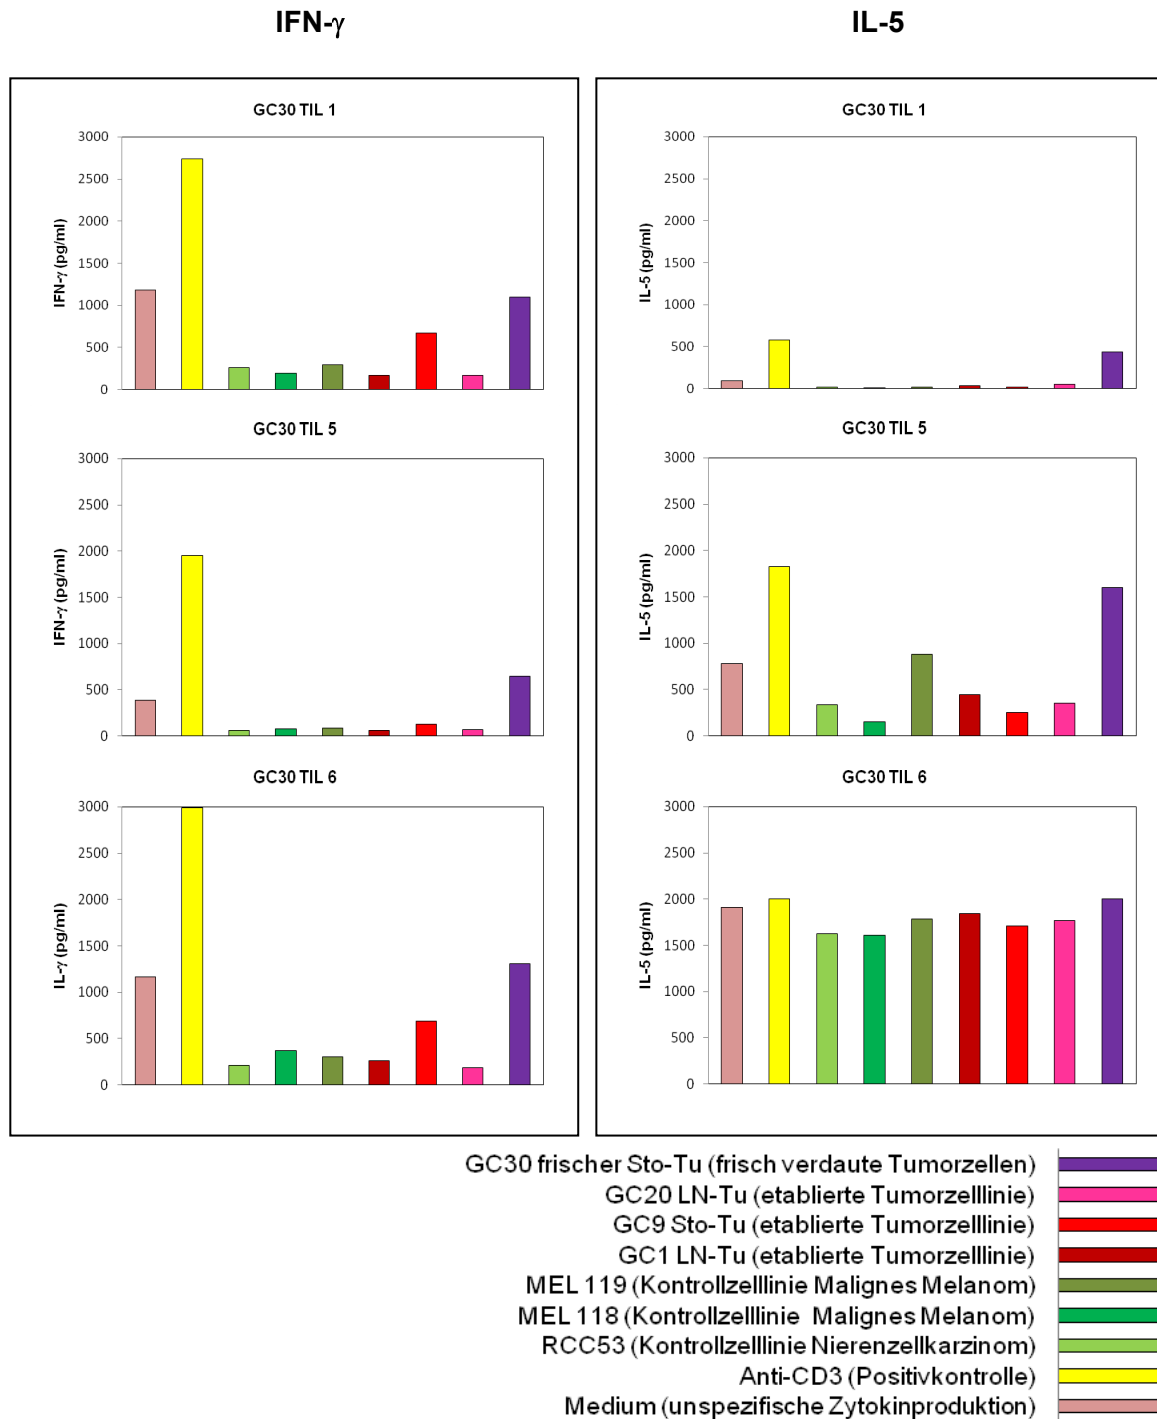 IFN-γ
IL-5
GC30 TIL 1
3000
2500
2000
1500
1000
500
0
IFN-γ (pg/ml)
GC30 TIL 5
3000
2500
2000
1500
1000
500
0
IFN-γ (pg/ml)
GC30 TIL 6
3000
2500
2000
1500
1000
500
0
IL-γ (pg/ml)
GC30 TIL 1
3000
2500
2000
1500
1000
500
0
IL-5 (pg/ml)
GC30 TIL 5
3000
2500
2000
1500
1000
500
0
IL-5 (pg/ml)
GC30 TIL 6
3000
2500
2000
1500
1000
500
0
IL-5 (pg/ml)
GC30 frischer Sto-Tu (frisch verdaute Tumorzellen)
GC20 LN-Tu (etablierte Tumorzelllinie)
GC9 Sto-Tu (etablierte Tumorzelllinie)
GC1 LN-Tu (etablierte Tumorzelllinie)
MEL 119 (Kontrollzelllinie Malignes Melanom)
MEL 118 (Kontrollzelllinie Malignes Melanom)
RCC53 (Kontrollzelllinie Nierenzellkarzinom)
Anti-CD3 (Positivkontrolle)
Medium (unspezifische Zytokinproduktion)